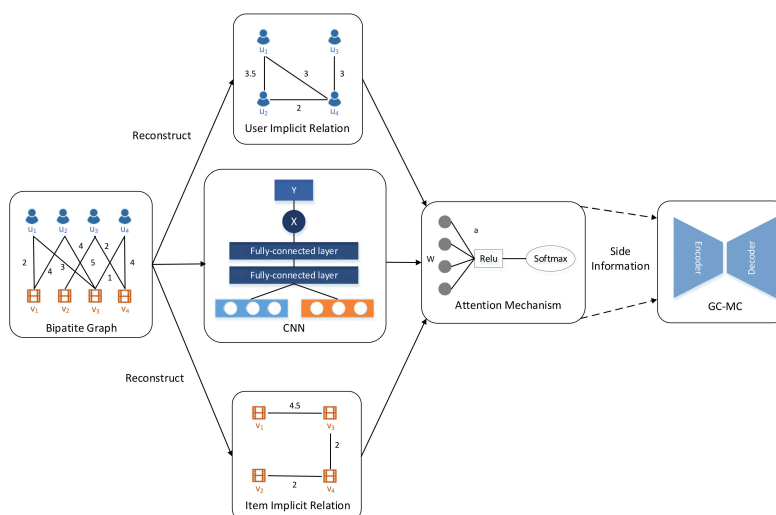 u1 u3
3.5 3 3
u2 2 u4
User Implicit Relation
Reconstruct
u1 u2 u3 u4
2 4 3 4 5 2 1 4
v1 v2 v3 v4
Bipatite Graph
Y
X
Fully-connected layer
Fully-connected layer
CNN
W a
Relu
Softmax
Attention Mechanism
Side
Information
Encoder
Decoder
GC-MC
Reconstruct
4.5
v1 v3
2
2
v2 v4
Item Implicit Relation